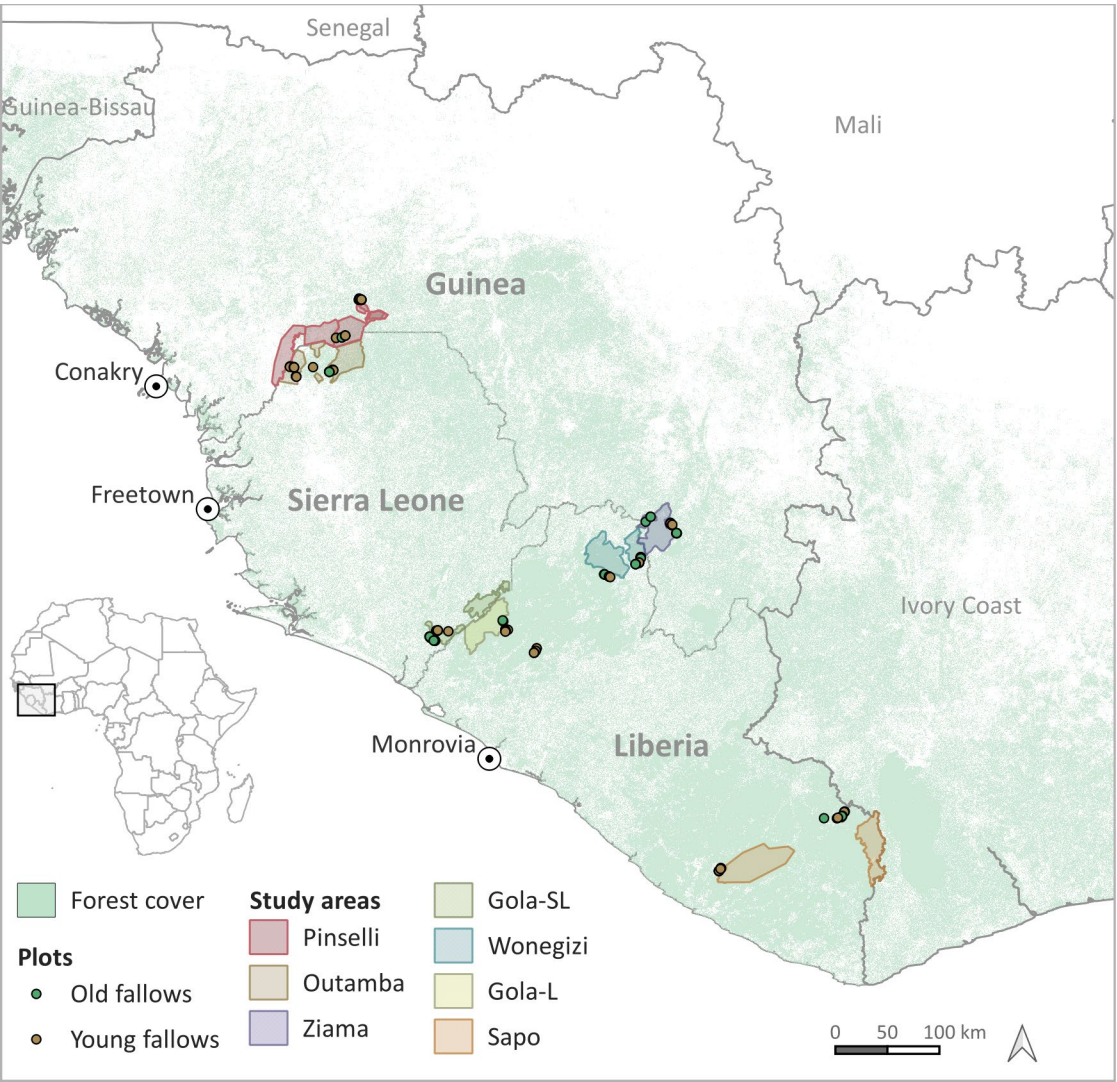 Senegal
Guinea-Bissau
Mali
Guinea
Conakry
Freetown
Sierra Leone
Ivory Coast
Monrovia
Liberia
Forest cover
Plots
Old fallows
Young fallows
Study areas
Pinselli
Outamba
Ziama
Gola-SL
Wonegizi
Gola-L
Sapo
0 50 100 km